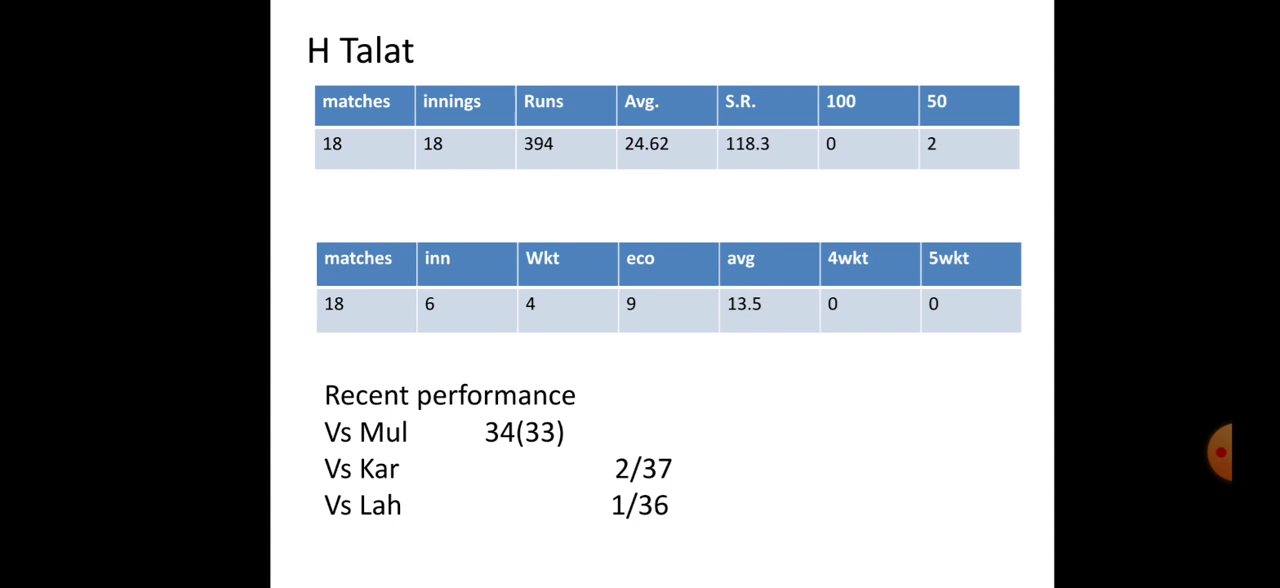 H Talat
matches innings Runs Avg. S.R. 100 50
18 18 394 24.62 118.3 0 2
matches inn Wkt eco avg 4wkt 5wkt
18 6 4 9 13.5 0 0
Recent performance
Vs Mul 34(33)
Vs Kar 2/37
Vs Lah 1/36